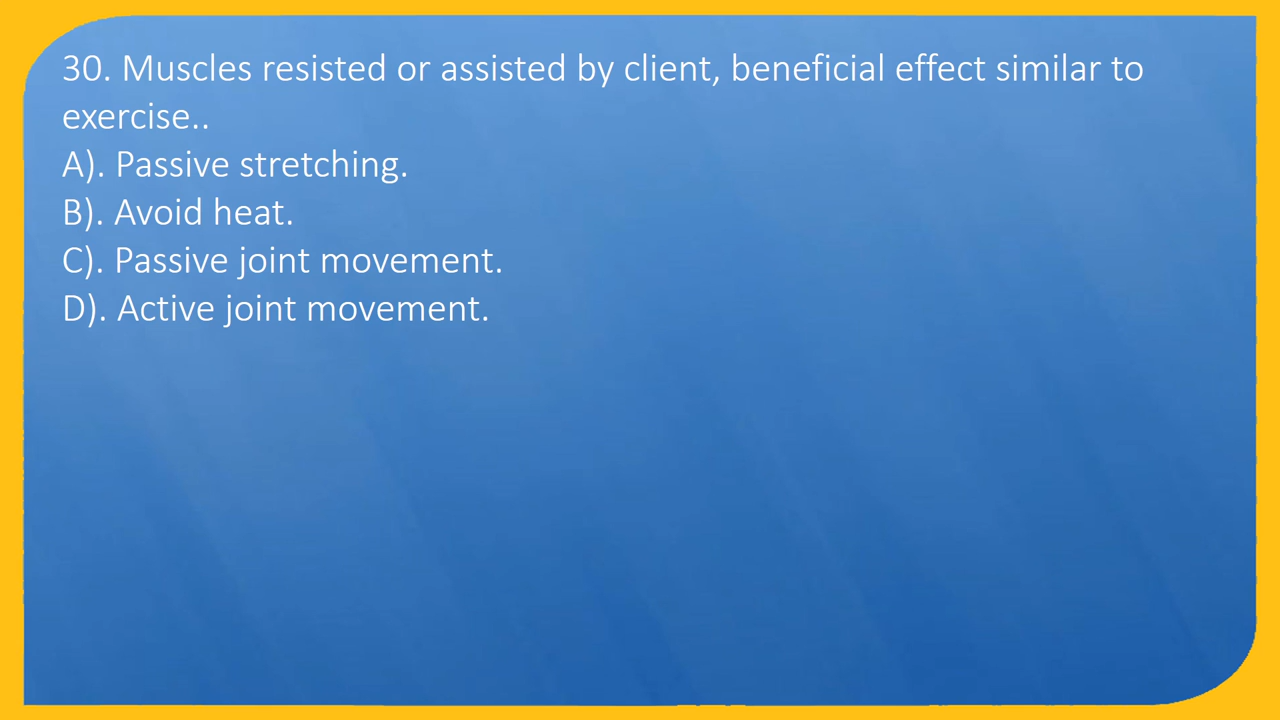 30. Muscles resisted or assisted by client, beneficial effect similar to
exercise..
A). Passive stretching.
B). Avoid heat.
C). Passive joint movement.
D). Active joint movement.